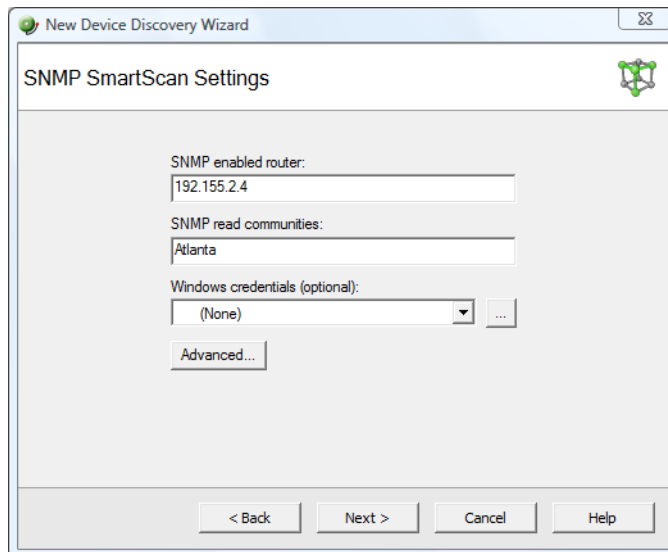 New Device Discovery Wizard
SNMP SmartScan Settings
SNMP enabled router:
192.155.2.4
SNMP read communities:
Atlanta
Windows credentials (optional):
(None)
...
Advanced...
< Back
Next >
Cancel
Help